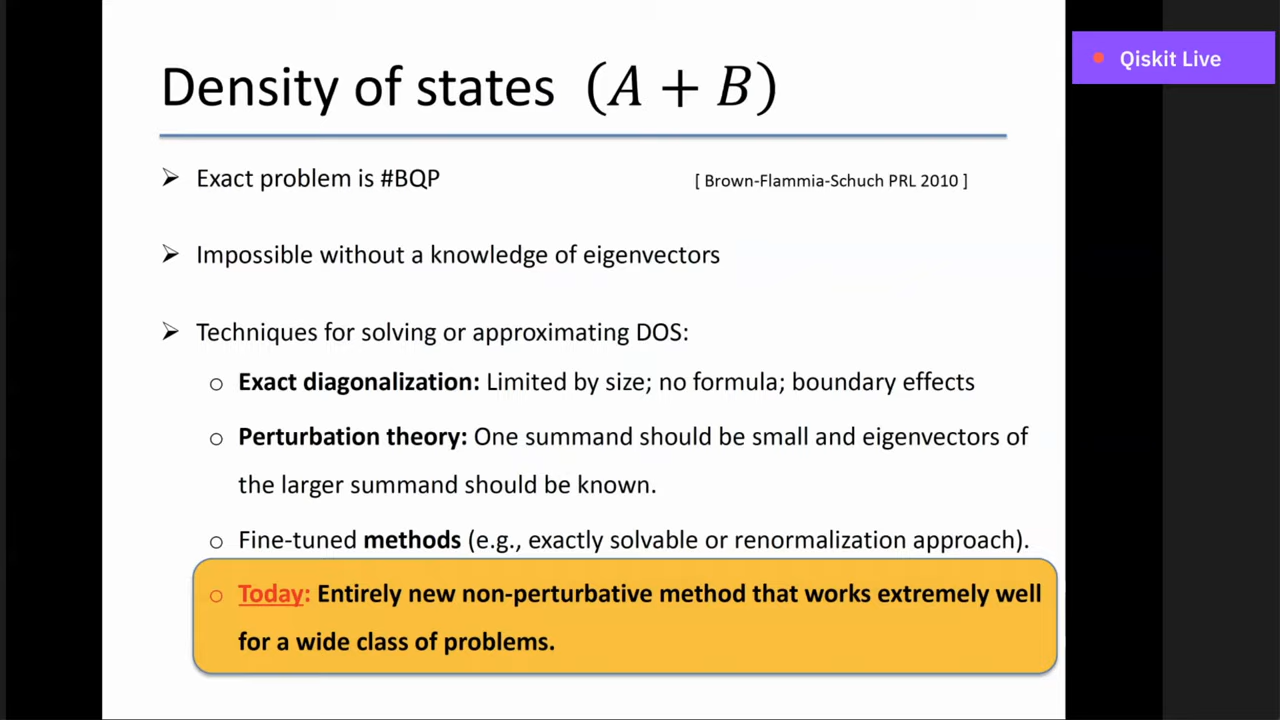 Density of states (A + B)
Qiskit Live
➢ Exact problem is #BQP [ Brown-Flammia-Schuch PRL 2010 ]
➢ Impossible without a knowledge of eigenvectors
➢ Techniques for solving or approximating DOS:
○ Exact diagonalization: Limited by size; no formula; boundary effects
○ Perturbation theory: One summand should be small and eigenvectors of
the larger summand should be known.
○ Fine-tuned methods (e.g., exactly solvable or renormalization approach).
○ Today: Entirely new non-perturbative method that works extremely well
for a wide class of problems.